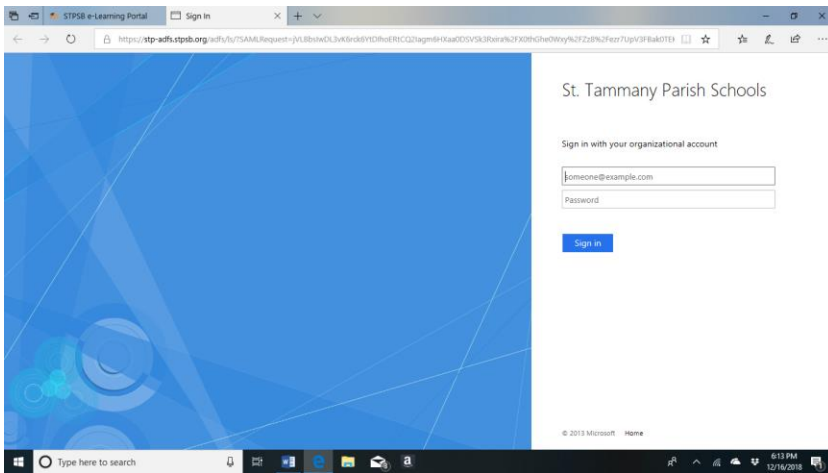 STPSB e-Learning Portal
Sign In
St. Tammany Parish Schools
Sign in with your organizational account
someone@example.com
Password
Sign in
© 2013 Microsoft Home
Type here to search
6:13 PM
12/16/2018